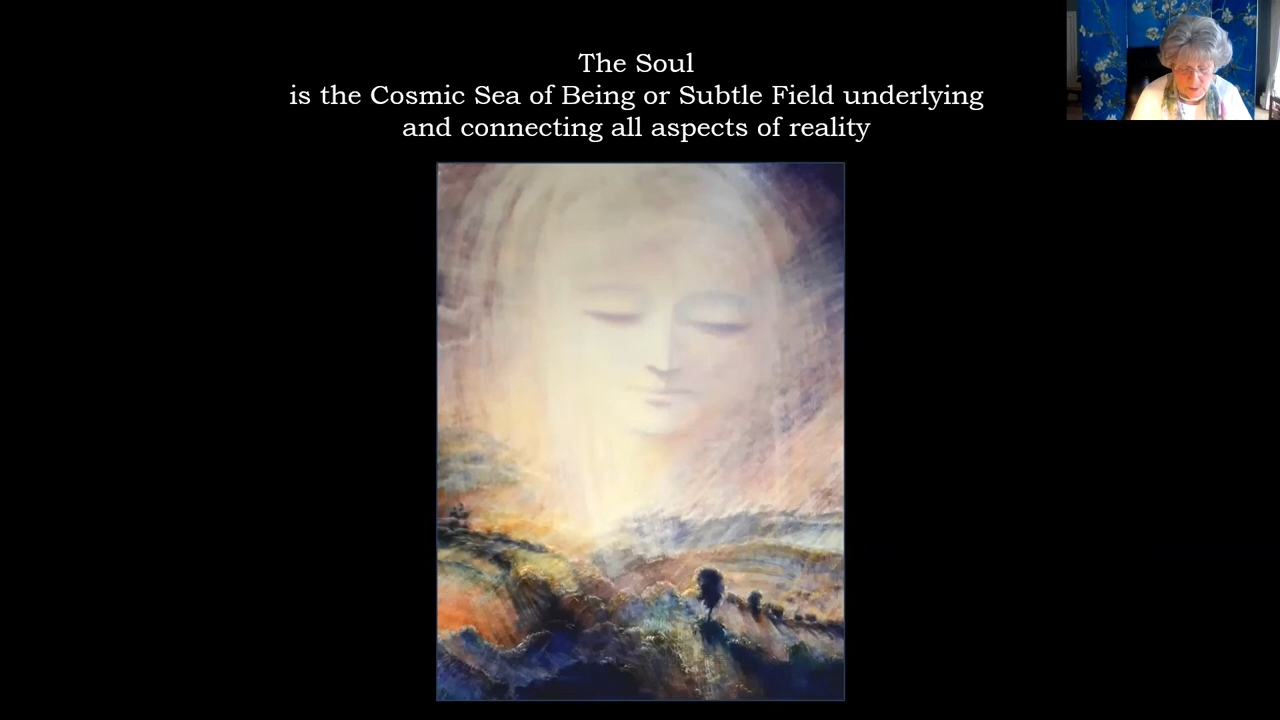 The Soul
is the Cosmic Sea of Being or Subtle Field underlying
and connecting all aspects of reality